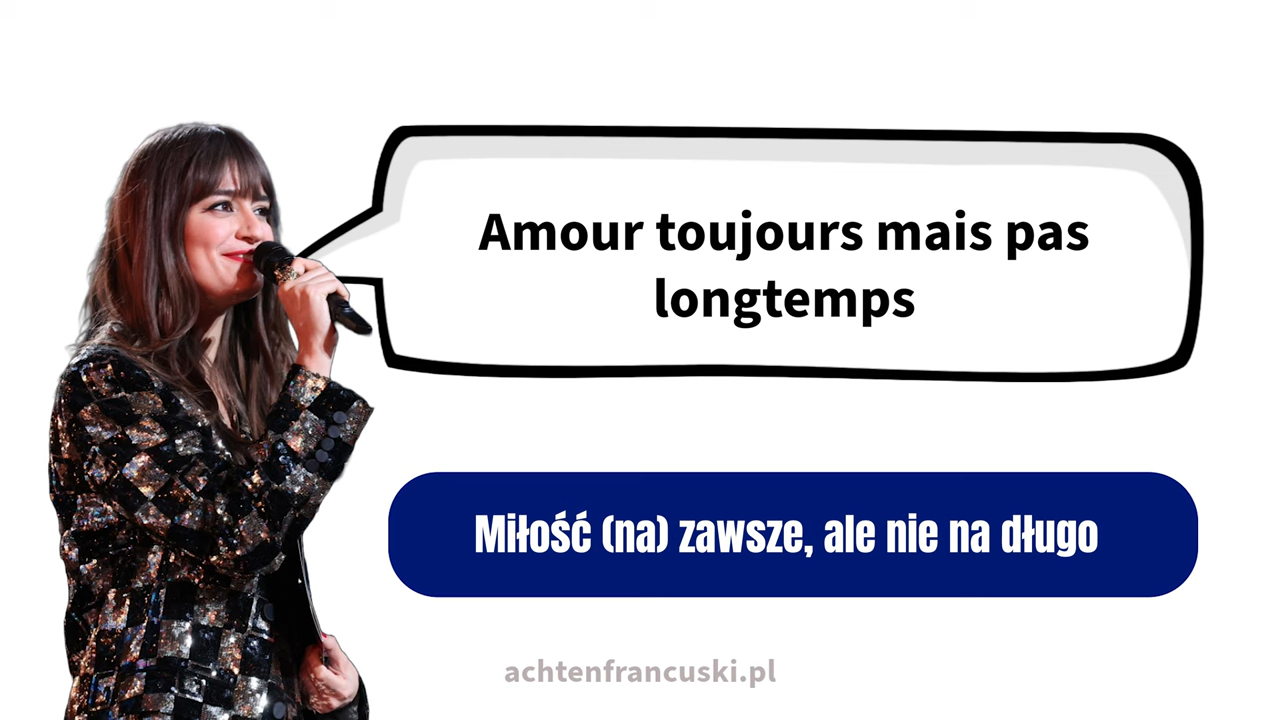 Amour toujours mais pas
longtemps
Miłość (na) zawsze, ale nie na długo
achtenfrancuski.pl